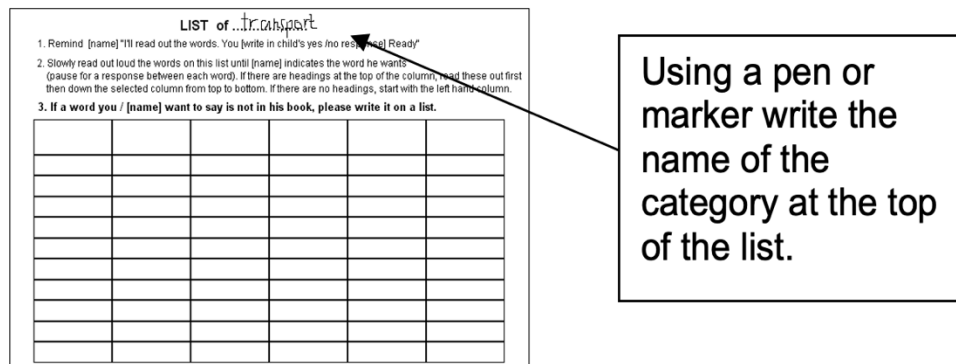 LIST of ...transport
1. Remind [name] "I'll read out the words. You [write in child's yes /no response] Ready"
2. Slowly read out loud the words on this list until [name] indicates the word he wants
(pause for a response between each word). If there are headings at the top of the column, read these out first
then down the selected column from top to bottom. If there are no headings, start with the left hand column.
3. If a word you / [name] want to say is not in his book, please write it on a list.
Using a pen or
marker write the
name of the
category at the top
of the list.